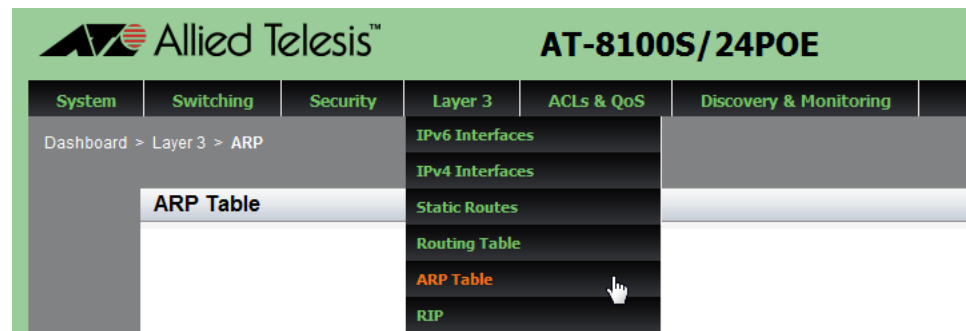 Allied Telesis™ AT-8100S/24POE
System Switching Security Layer 3 ACLs & QoS Discovery & Monitoring
Dashboard > Layer 3 > ARP
IPv6 Interfaces
IPv4 Interfaces
ARP Table
Static Routes
Routing Table
ARP Table
RIP